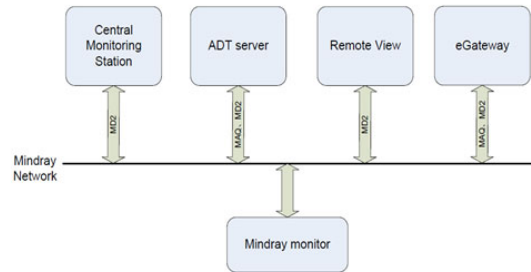 Central
Monitoring
Station
ADT server
Remote View
eGateway
MD2
MAQ、MD2
MD2
MAQ、MD2
Mindray
Network
Mindray monitor